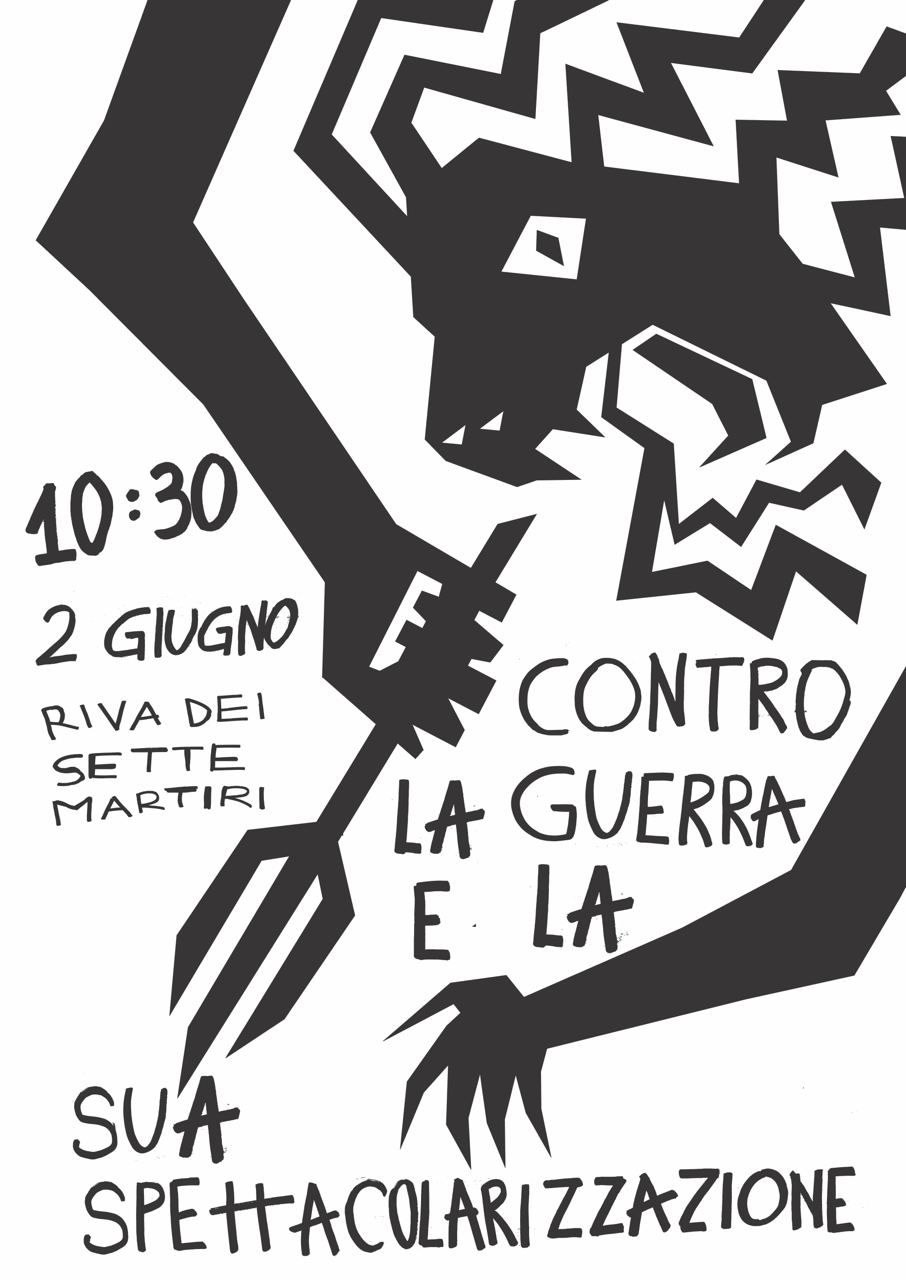 10:30
2 GIUGNO
RIVA DEI
SETTE
MARTIRI
CONTRO
LA GUERRA
E LA
SUA
SPETTACOLARIZZAZIONE